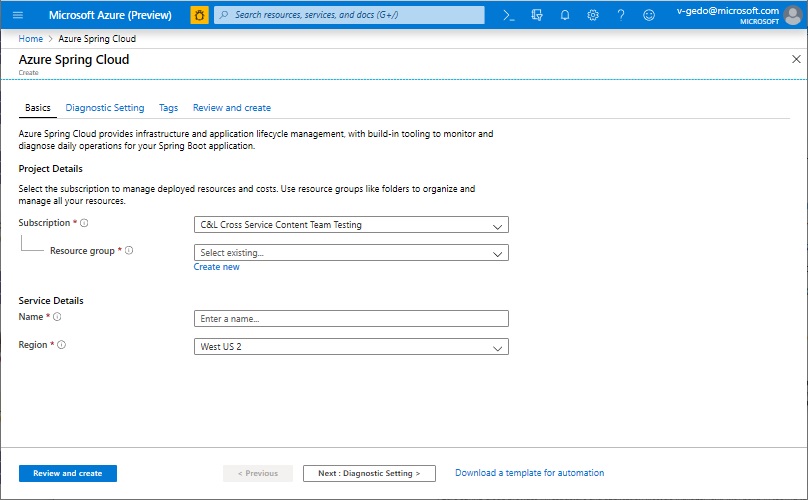 Microsoft Azure (Preview)
Search resources, services, and docs (G+/)
v-gedo@microsoft.com
MICROSOFT
Home > Azure Spring Cloud
Azure Spring Cloud
Create
Basics Diagnostic Setting Tags Review and create
Azure Spring Cloud provides infrastructure and application lifecycle management, with build-in tooling to monitor and
diagnose daily operations for your Spring Boot application.
Project Details
Select the subscription to manage deployed resources and costs. Use resource groups like folders to organize and
manage all your resources.
Subscription *
C&L Cross Service Content Team Testing
Resource group *
Select existing...
Create new
Service Details
Name *
Enter a name...
Region *
West US 2
Review and create
< Previous
Next : Diagnostic Setting >
Download a template for automation